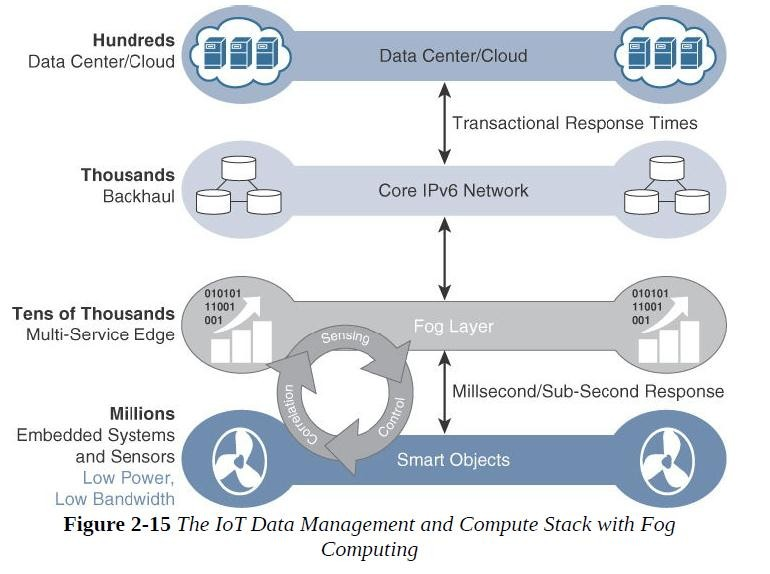 Hundreds
Data Center/Cloud
Data Center/Cloud
Transactional Response Times
Thousands
Backhaul
Core IPv6 Network
Tens of Thousands
Multi-Service Edge
010101
11001
001
Fog Layer
010101
11001
001
Sensing
Control
Correlation
Millsecond/Sub-Second Response
Millions
Embedded Systems
and Sensors
Low Power,
Low Bandwidth
Smart Objects
Figure 2-15 The IoT Data Management and Compute Stack with Fog
Computing